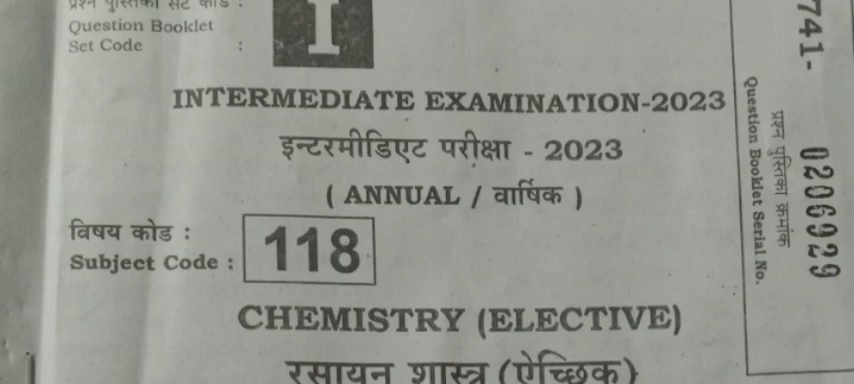 प्रश्न पुस्तिका सेट कोड :
Question Booklet
Set Code :
I
INTERMEDIATE EXAMINATION-2023
इन्टरमीडिएट परीक्षा - 2023
( ANNUAL / वार्षिक )
विषय कोड :
Subject Code : 118
CHEMISTRY (ELECTIVE)
रसायन शास्त्र (ऐच्छिक)
741-
0206929
प्रश्न पुस्तिका क्रमांक
Question Booklet Serial No.